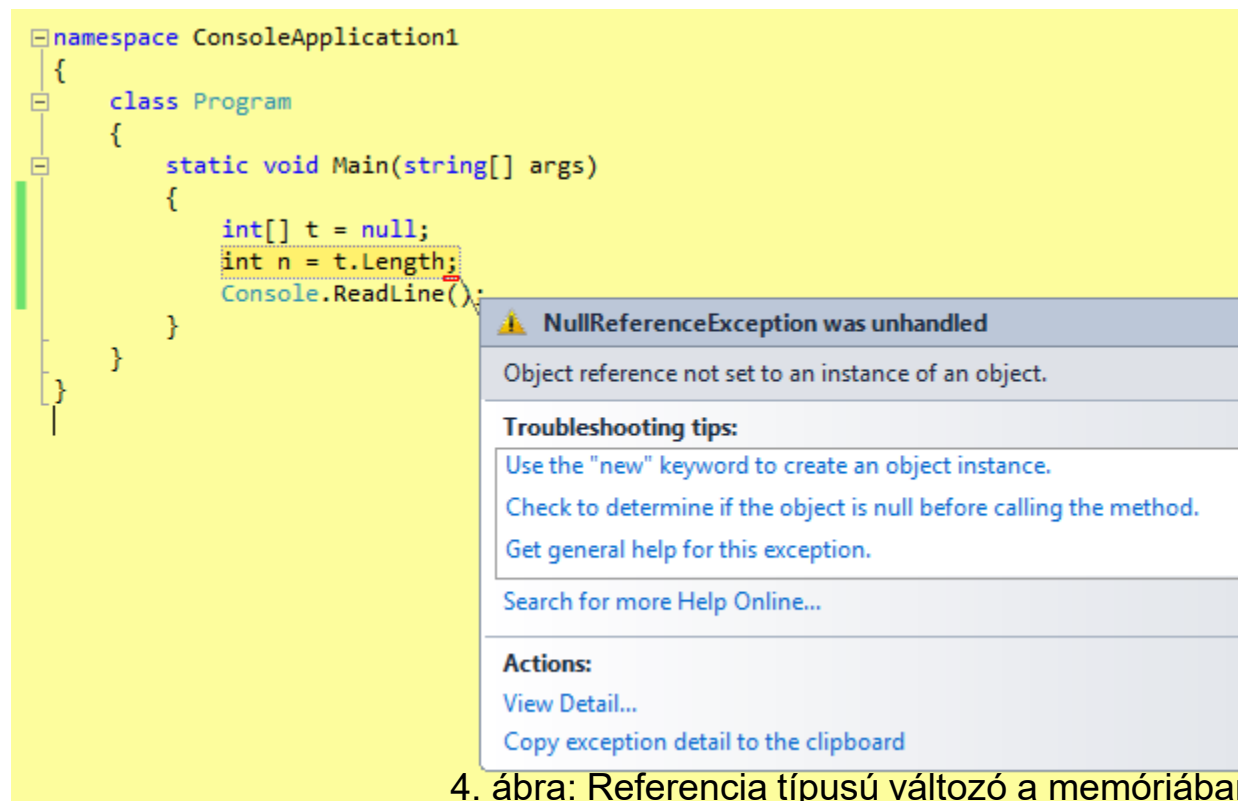 namespace ConsoleApplication1
{
class Program
{
static void Main(string[] args)
{
int[] t = null;
int n = t.Length;
Console.ReadLine();
}
}
}
NullReferenceException was unhandled
Object reference not set to an instance of an object.
Troubleshooting tips:
Use the "new" keyword to create an object instance.
Check to determine if the object is null before calling the method.
Get general help for this exception.
Search for more Help Online...
Actions:
View Detail...
Copy exception detail to the clipboard
4. ábra: Referencia típusú változó a